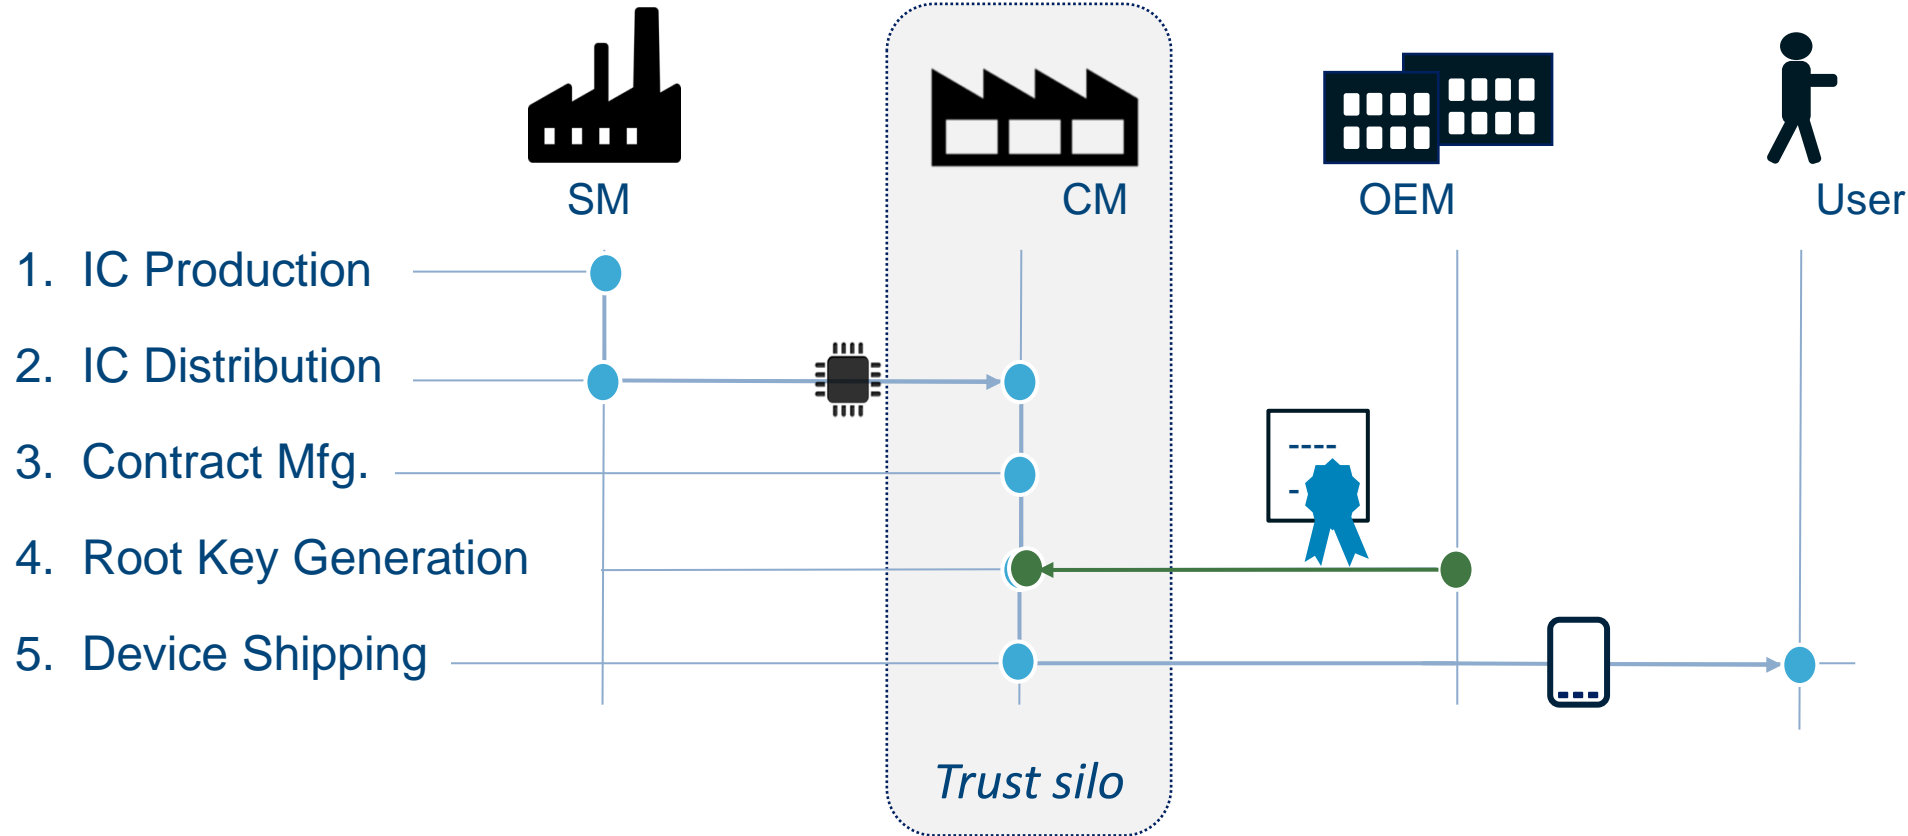 SM
CM
OEM
User
1. IC Production
2. IC Distribution
3. Contract Mfg.
4. Root Key Generation
5. Device Shipping
Trust silo